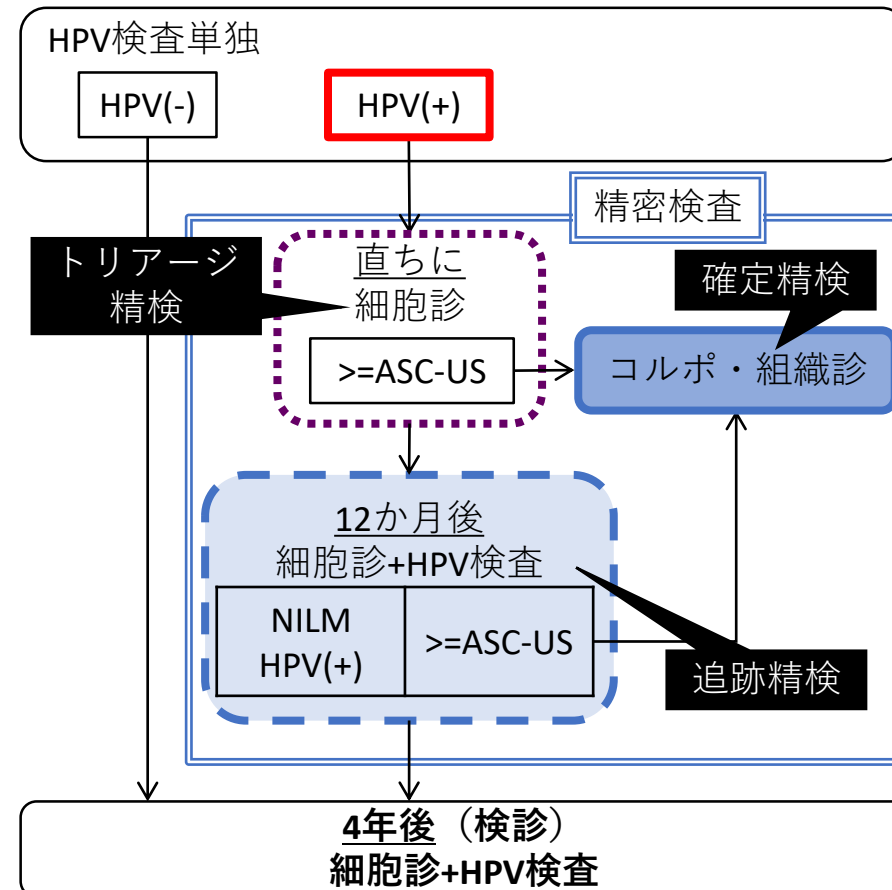 HPV検査単独
HPV(-)
HPV(+)
精密検査
トリアージ
精検
直ちに
細胞診
>=ASC-US
確定精検
コルポ・組織診
12か月後
細胞診+HPV検査
NILM
HPV(+)
>=ASC-US
追跡精検
4年後（検診）
細胞診+HPV検査